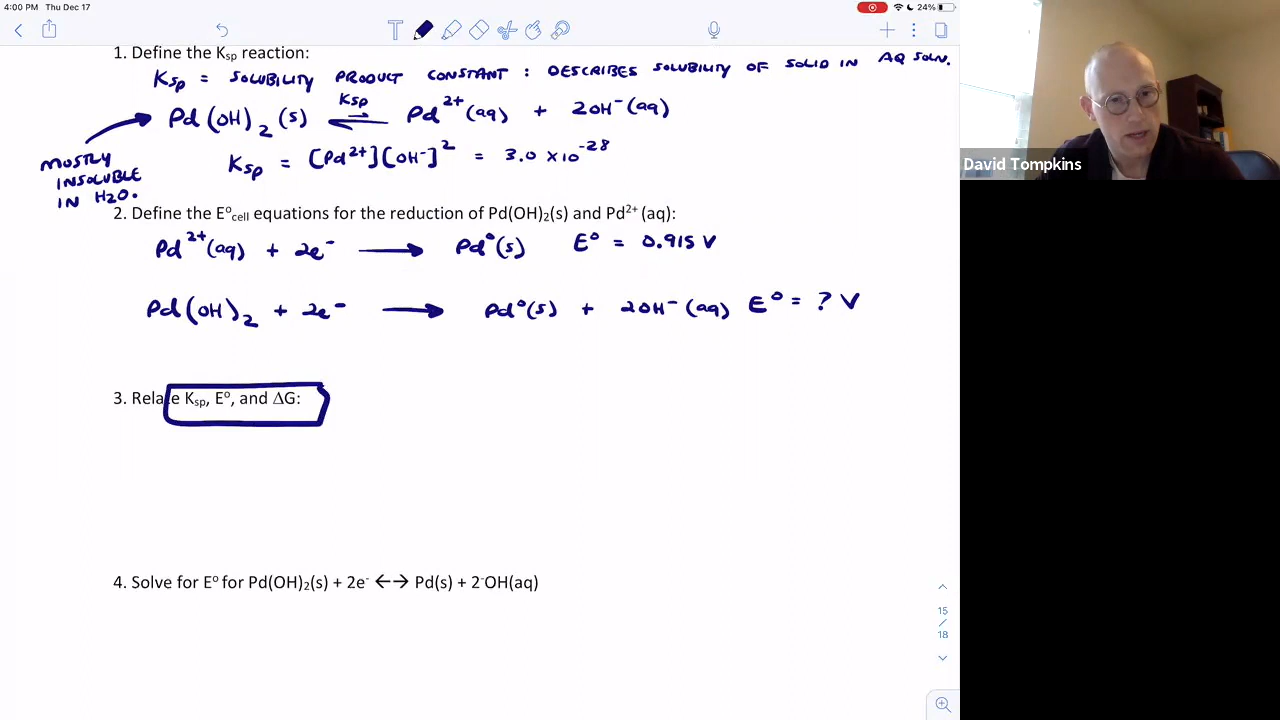 4:00 PM Thu Dec 17
24%
1. Define the Ksp reaction:
Ksp = SOLUBILITY PRODUCT CONSTANT : DESCRIBES SOLUBILITY OF SOLID IN AQ SOLN.
Pd(OH)₂(s) Ksp ⇌ Pd²⁺(aq) + 2OH⁻(aq)
MOSTLY
INSOLUBLE
IN H2O.
Ksp = [Pd²⁺][OH⁻]² = 3.0 × 10⁻²⁸
David Tompkins
2. Define the E°cell equations for the reduction of Pd(OH)₂(s) and Pd²⁺ (aq):
Pd²⁺(aq) + 2e⁻ ⟶ Pd°(s) E° = 0.915 V
Pd(OH)₂ + 2e⁻ ⟶ Pd°(s) + 2OH⁻(aq) E° = ? V
3. Relate Ksp, E°, and ΔG:
4. Solve for E° for Pd(OH)₂(s) + 2e⁻ ←→ Pd(s) + 2⁻OH(aq)
15
/
18